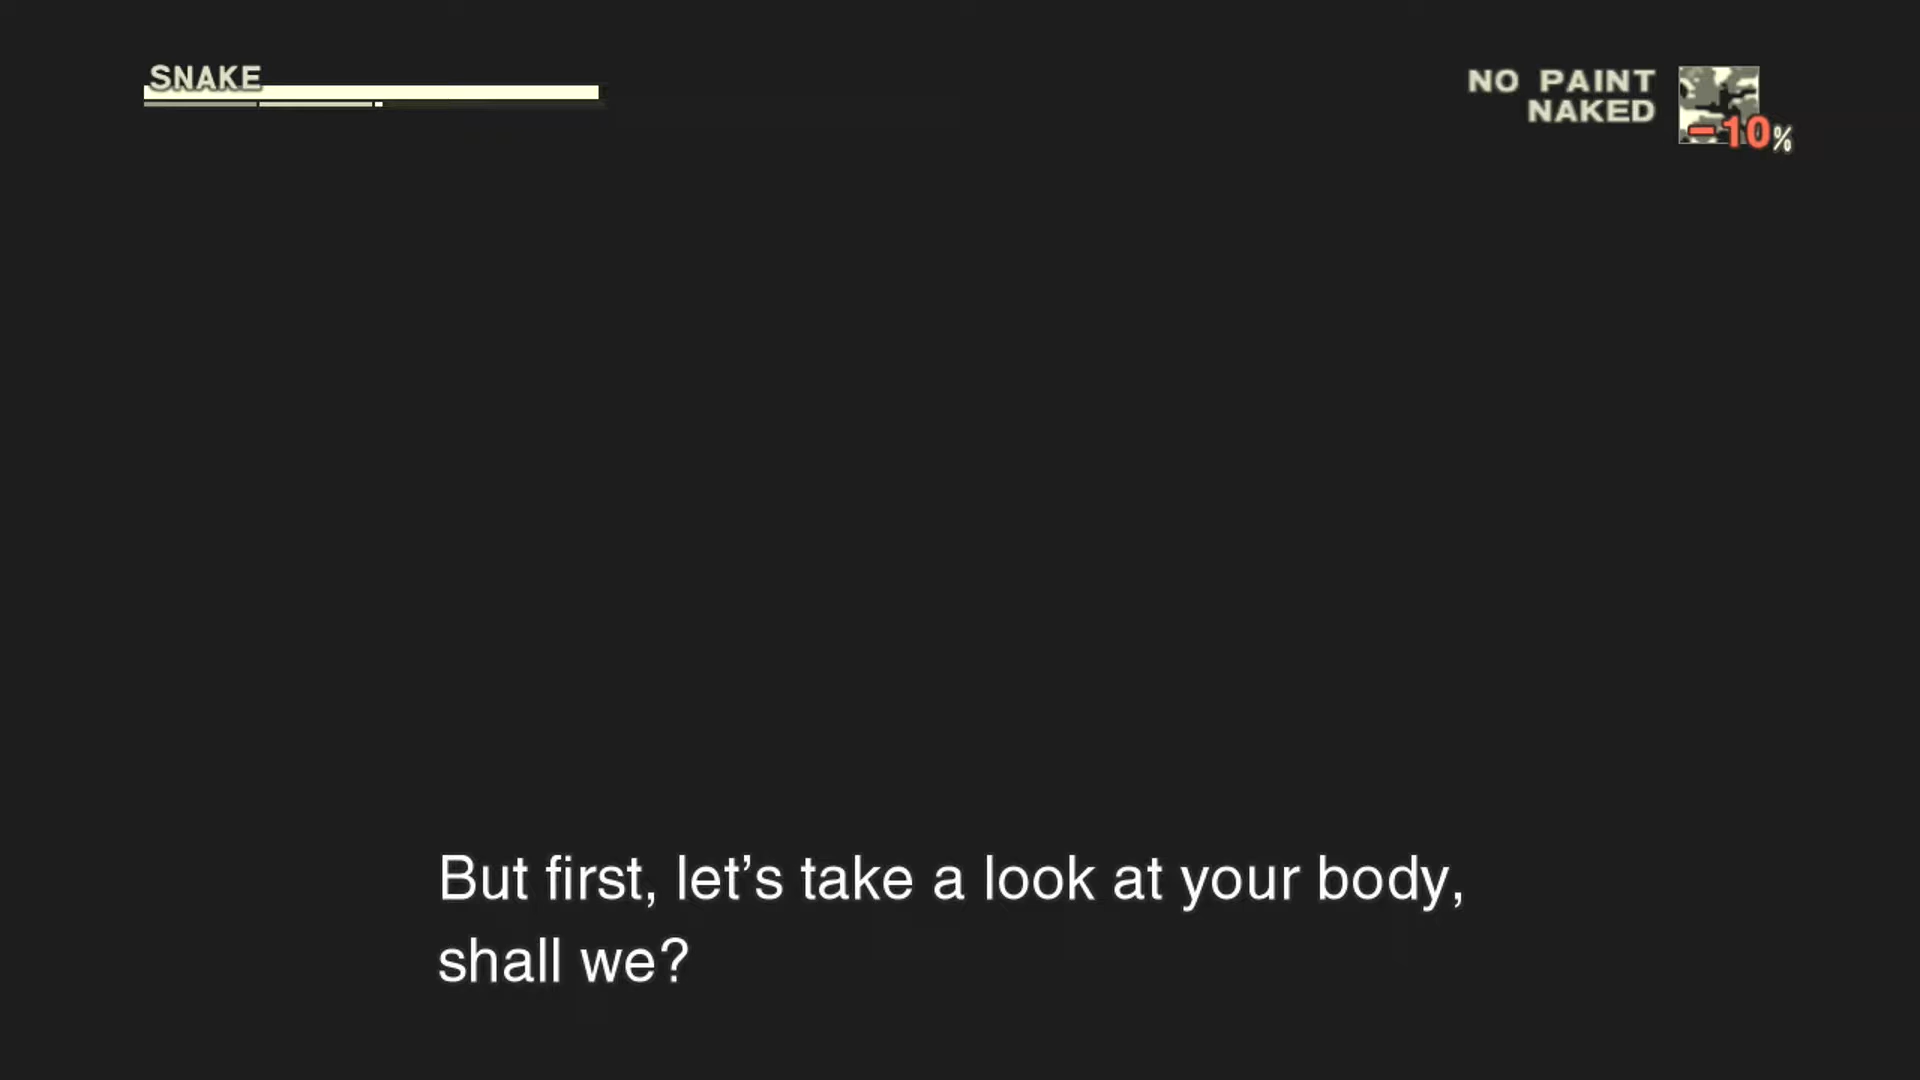 SNAKE
NO PAINT
NAKED
-10%
But first, let’s take a look at your body,
shall we?